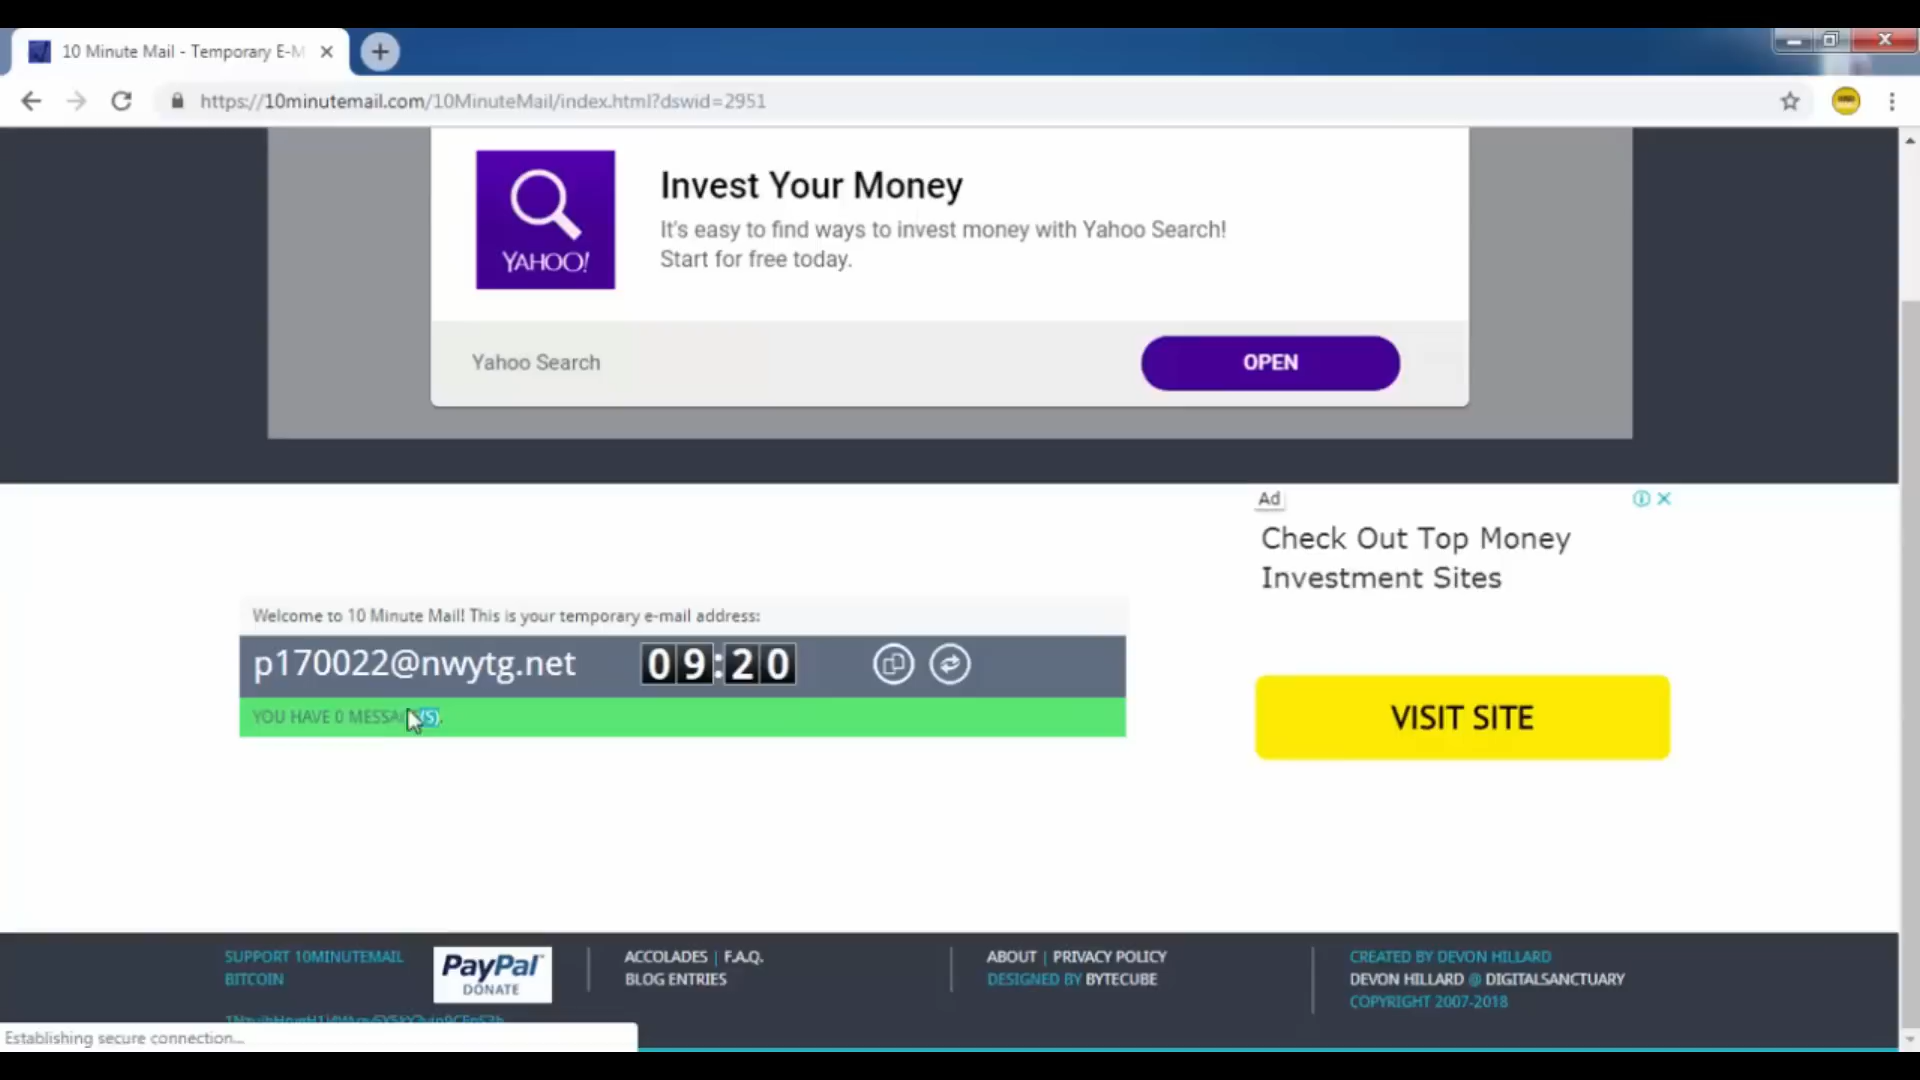 10 Minute Mail - Temporary E-M
https://10minutemail.com/10MinuteMail/index.html?dswid=2951
YAHOO!
Invest Your Money
It's easy to find ways to invest money with Yahoo Search!
Start for free today.
Yahoo Search
OPEN
Ad
Check Out Top Money
Investment Sites
VISIT SITE
Welcome to 10 Minute Mail! This is your temporary e-mail address:
p170022@nwytg.net
09:20
YOU HAVE 0 (S).
SUPPORT 10MINUTEMAIL
BITCOIN
PayPal
DONATE
ACCOLADES | F.A.Q.
BLOG ENTRIES
ABOUT | PRIVACY POLICY
DESIGNED BY BYTECUBE
CREATED BY DEVON HILLARD
DEVON HILLARD @ DIGITALSANCTUARY
COPYRIGHT 2007-2018
Establishing secure connection...